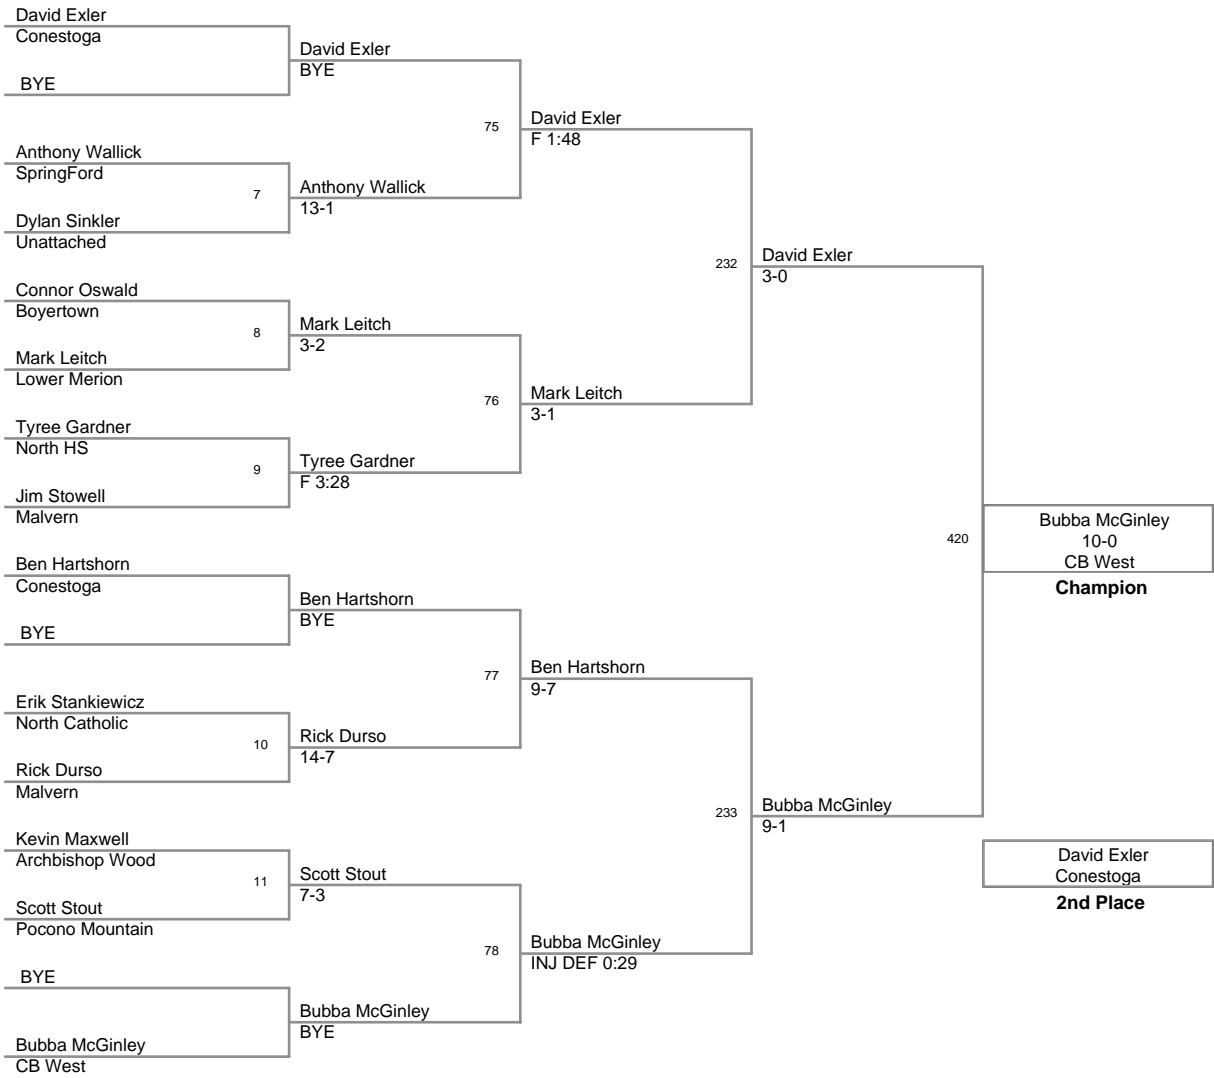 David Exler
Conestoga
BYE
Anthony Wallick
SpringFord
7
Dylan Sinkler
Unattached
Connor Oswald
Boyertown
8
Mark Leitch
Lower Merion
Tyree Gardner
North HS
9
Jim Stowell
Malvern
Ben Hartshorn
Conestoga
BYE
Erik Stankiewicz
North Catholic
10
Rick Durso
Malvern
Kevin Maxwell
Archbishop Wood
11
Scott Stout
Pocono Mountain
BYE
Bubba McGinley
CB West
David Exler
BYE
75
Anthony Wallick
13-1
Mark Leitch
3-2
76
Tyree Gardner
F 3:28
Ben Hartshorn
BYE
77
Rick Durso
14-7
Scott Stout
7-3
78
Bubba McGinley
BYE
David Exler
F 1:48
232
Mark Leitch
3-1
Ben Hartshorn
9-7
233
Bubba McGinley
INJ DEF 0:29
David Exler
3-0
420
Bubba McGinley
9-1
Bubba McGinley
10-0
CB West
Champion
David Exler
Conestoga
2nd Place